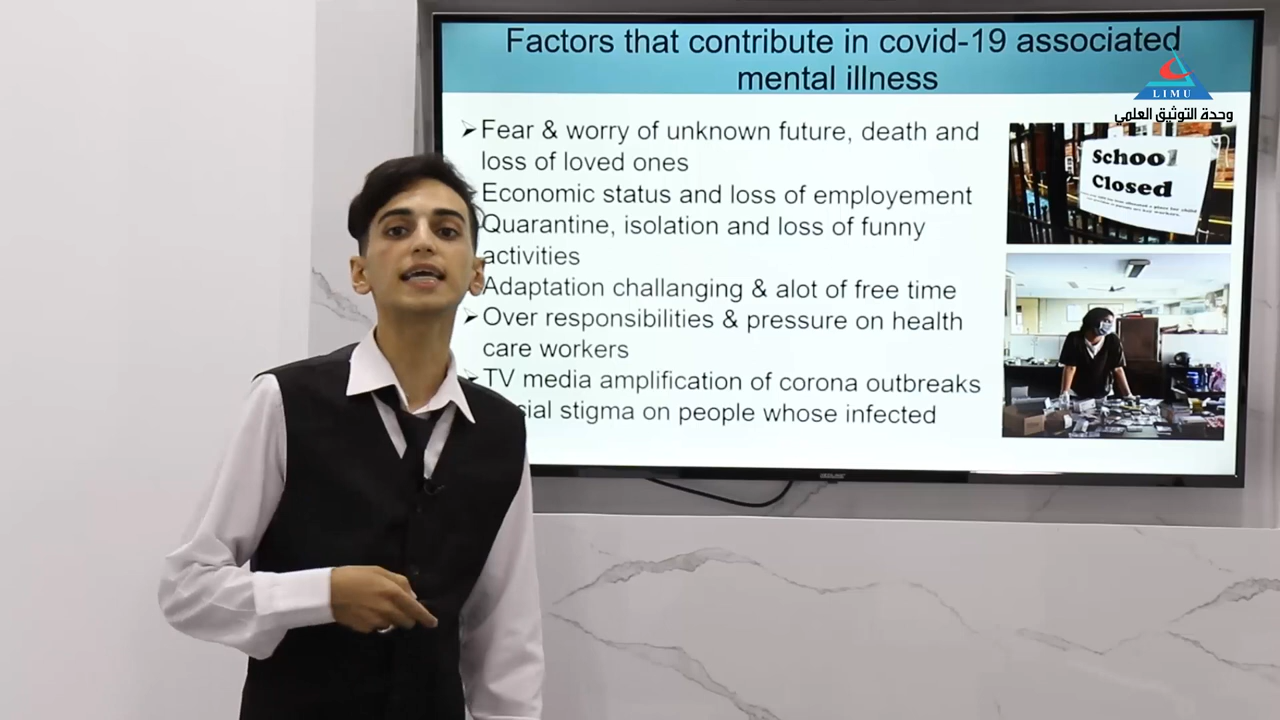 Factors that contribute in covid-19 associated
mental illness
LIMU
وحدة التوثيق العلمي
➢Fear & worry of unknown future, death and
loss of loved ones
Economic status and loss of employement
Quarantine, isolation and loss of funny
activities
Adaptation challanging & alot of free time
➢Over responsibilities & pressure on health
care workers
➢TV media amplification of corona outbreaks
stigma on people whose infected
School
Closed